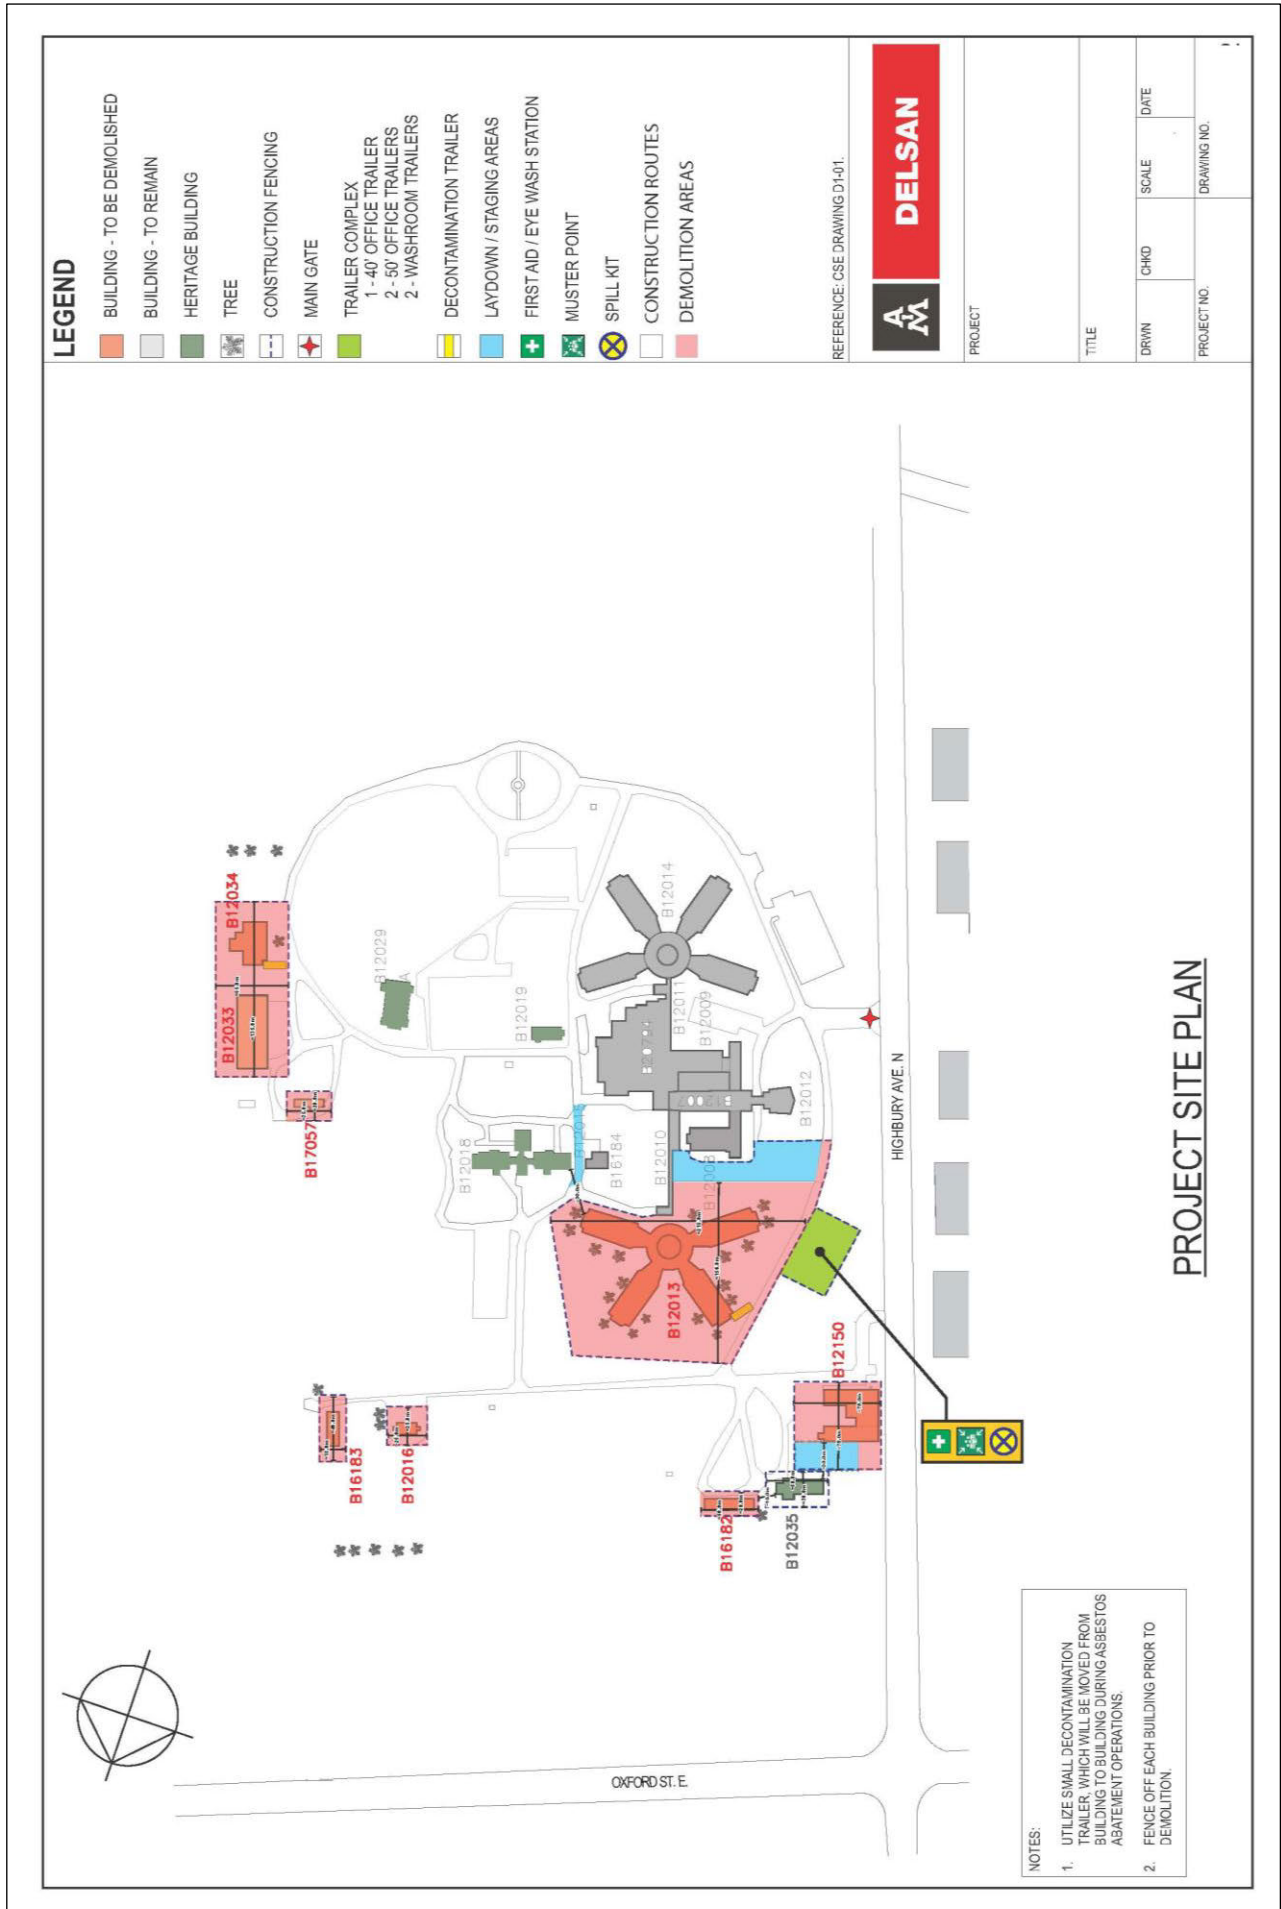 LEGEND
BUILDING - TO BE DEMOLISHED
BUILDING - TO REMAIN
HERITAGE BUILDING
TREE
CONSTRUCTION FENCING
MAIN GATE
TRAILER COMPLEX
1 - 40' OFFICE TRAILER
2 - 50' OFFICE TRAILERS
2 - WASHROOM TRAILERS
DECONTAMINATION TRAILER
LAYDOWN / STAGING AREAS
FIRST AID / EYE WASH STATION
MUSTER POINT
SPILL KIT
CONSTRUCTION ROUTES
DEMOLITION AREAS
REFERENCE: CSE DRAWING D1-01.
AIM
DELSAN
PROJECT
TITLE
DRWN
CHKD
SCALE
DATE
PROJECT NO.
DRAWING NO.
B12034
B12033
B17057
B12029
A
B12019
B12018
B16184
B12010
B12014
B12011
B12009
B12012
B12013
B16183
B12016
B12150
B16182
B12035
HIGHBURY AVE. N
OXFORD ST. E.
PROJECT SITE PLAN
NOTES:
1. UTILIZE SMALL DECONTAMINATION
TRAILER, WHICH WILL BE MOVED FROM
BUILDING TO BUILDING DURING ASBESTOS
ABATEMENT OPERATIONS.
2. FENCE OFF EACH BUILDING PRIOR TO
DEMOLITION.